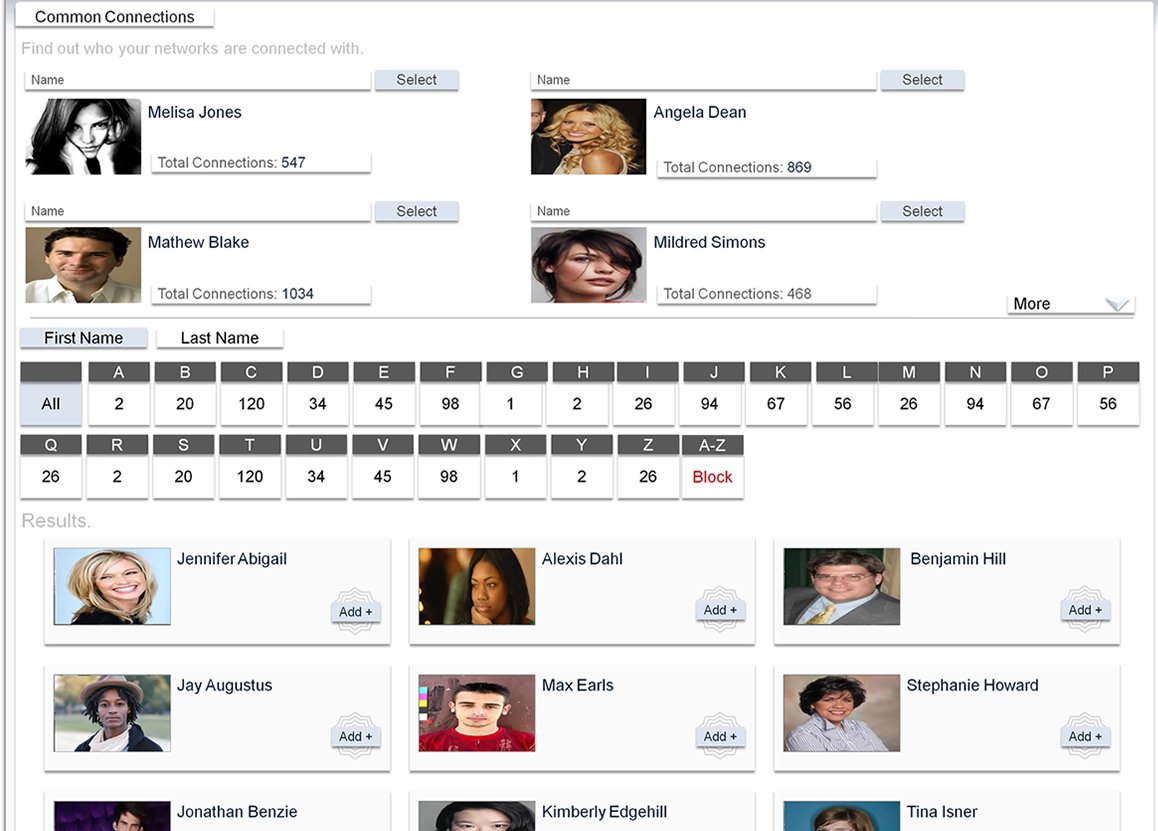 Common Connections
Find out who your networks are connected with.
Name Select Name Select
Melisa Jones Angela Dean
Total Connections: 547 Total Connections: 869
Name Select Name Select
Mathew Blake Mildred Simons
Total Connections: 1034 Total Connections: 468
More
First Name Last Name
A B C D E F G H I J K L M N O P
All 2 20 120 34 45 98 1 2 26 94 67 56 26 94 67 56
Q R S T U V W X Y Z A-Z
26 2 20 120 34 45 98 1 2 26 Block
Results.
Jennifer Abigail Alexis Dahl Benjamin Hill
Add + Add + Add +
Jay Augustus Max Earls Stephanie Howard
Add + Add + Add +
Jonathan Benzie Kimberly Edgehill Tina Isner